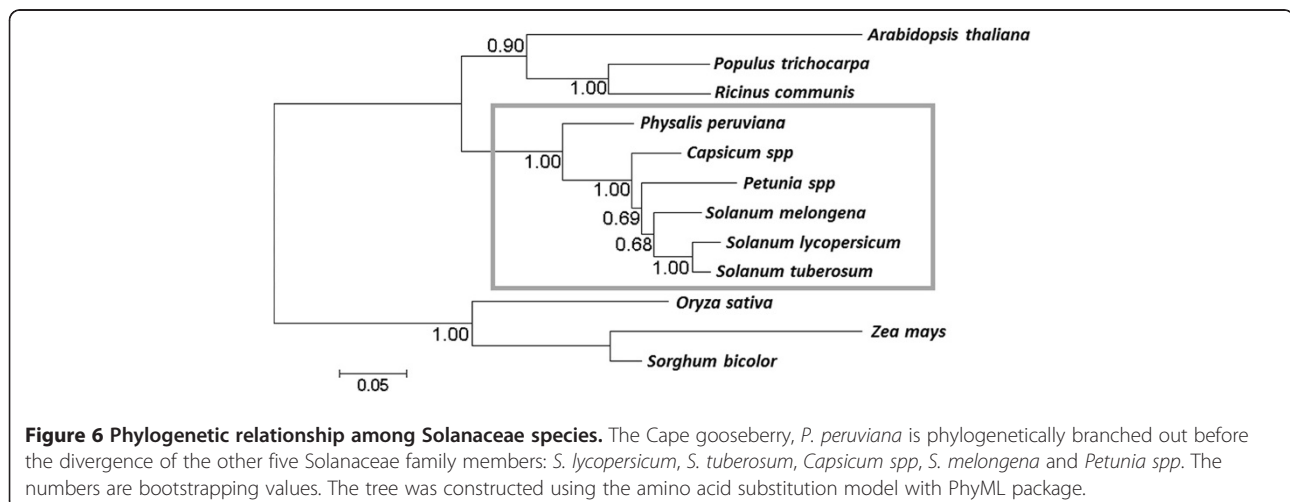 0.90
Arabidopsis thaliana
Populus trichocarpa
1.00
Ricinus communis
Physalis peruviana
1.00
Capsicum spp
1.00
Petunia spp
0.69
Solanum melongena
0.68
Solanum lycopersicum
1.00
Solanum tuberosum
Oryza sativa
1.00
Zea mays
Sorghum bicolor
0.05
Figure 6 Phylogenetic relationship among Solanaceae species. The Cape gooseberry, P. peruviana is phylogenetically branched out before
the divergence of the other five Solanaceae family members: S. lycopersicum, S. tuberosum, Capsicum spp, S. melongena and Petunia spp. The
numbers are bootstrapping values. The tree was constructed using the amino acid substitution model with PhyML package.